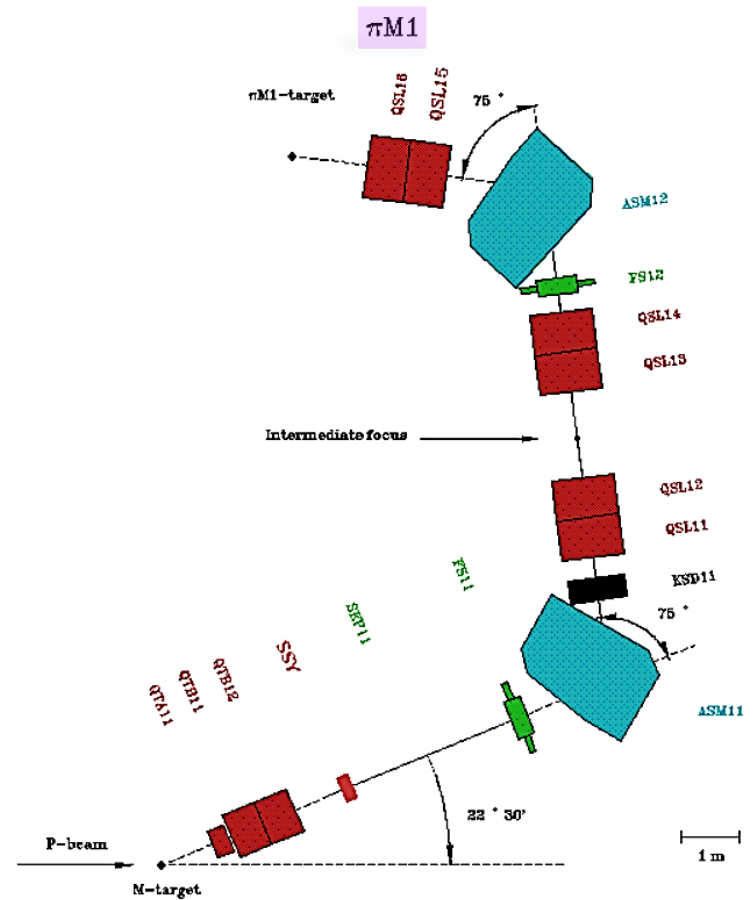 πM1
πM1-target
QSL16
QSL15
75 °
ASM12
FS12
QSL14
QSL13
Intermediate focus
QSL12
QSL11
FS11
KSD11
75 °
SEP11
SSY
QTB12
QTB11
QTA11
ASM11
22 ° 30'
P-beam
1 m
M-target